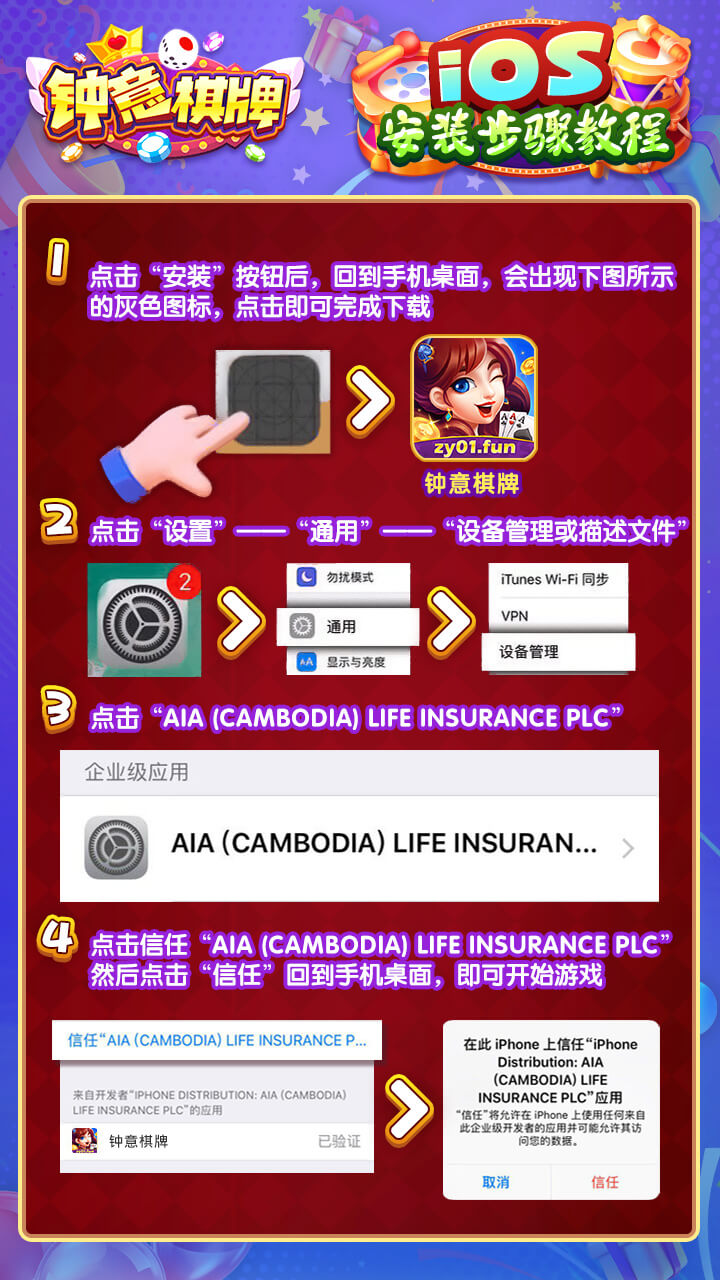 钟意棋牌
iOS
安装步骤教程
1
点击“安装”按钮后，回到手机桌面，会出现下图所示
的灰色图标，点击即可完成下载
zy01.fun
钟意棋牌
2
点击“设置”——“通用”——“设备管理或描述文件”
2
勿扰模式
通用
AA 显示与亮度
iTunes Wi-Fi 同步
VPN
设备管理
3
点击“AIA (CAMBODIA) LIFE INSURANCE PLC”
企业级应用
AIA (CAMBODIA) LIFE INSURAN...
4
点击信任“AIA (CAMBODIA) LIFE INSURANCE PLC”
然后点击“信任”回到手机桌面，即可开始游戏
信任“AIA (CAMBODIA) LIFE INSURANCE P...
来自开发者“IPHONE DISTRIBUTION: AIA (CAMBODIA)
LIFE INSURANCE PLC”的应用
钟意棋牌 已验证
在此 iPhone 上信任“iPhone
Distribution: AIA
(CAMBODIA) LIFE
INSURANCE PLC”应用
“信任”将允许在 iPhone 上使用任何来自
此企业级开发者的应用并可能允许其访
问您的数据。
取消 信任